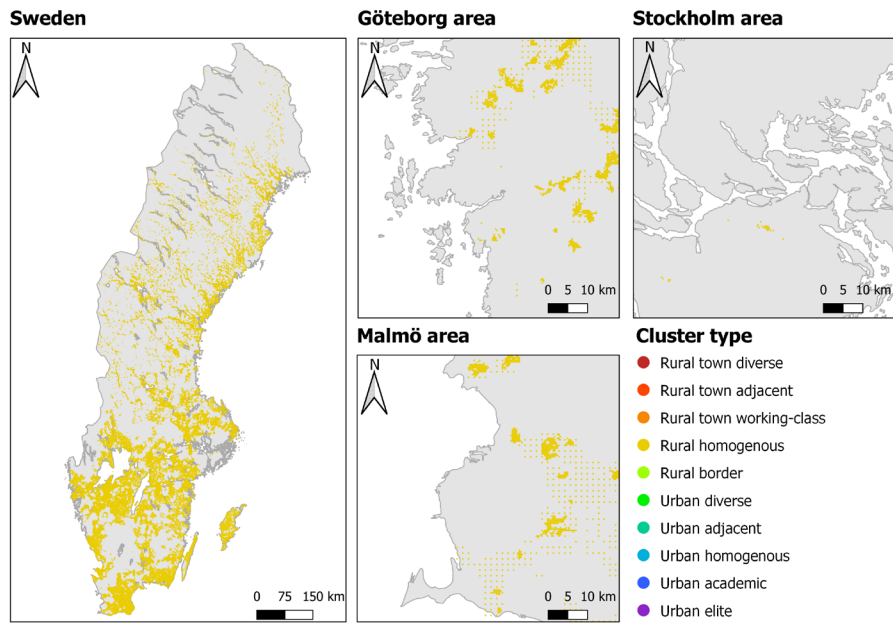 Sweden
N
0 75 150 km
Göteborg area
N
0 5 10 km
Stockholm area
N
0 5 10 km
Malmö area
N
0 5 10 km
Cluster type
Rural town diverse
Rural town adjacent
Rural town working-class
Rural homogenous
Rural border
Urban diverse
Urban adjacent
Urban homogenous
Urban academic
Urban elite